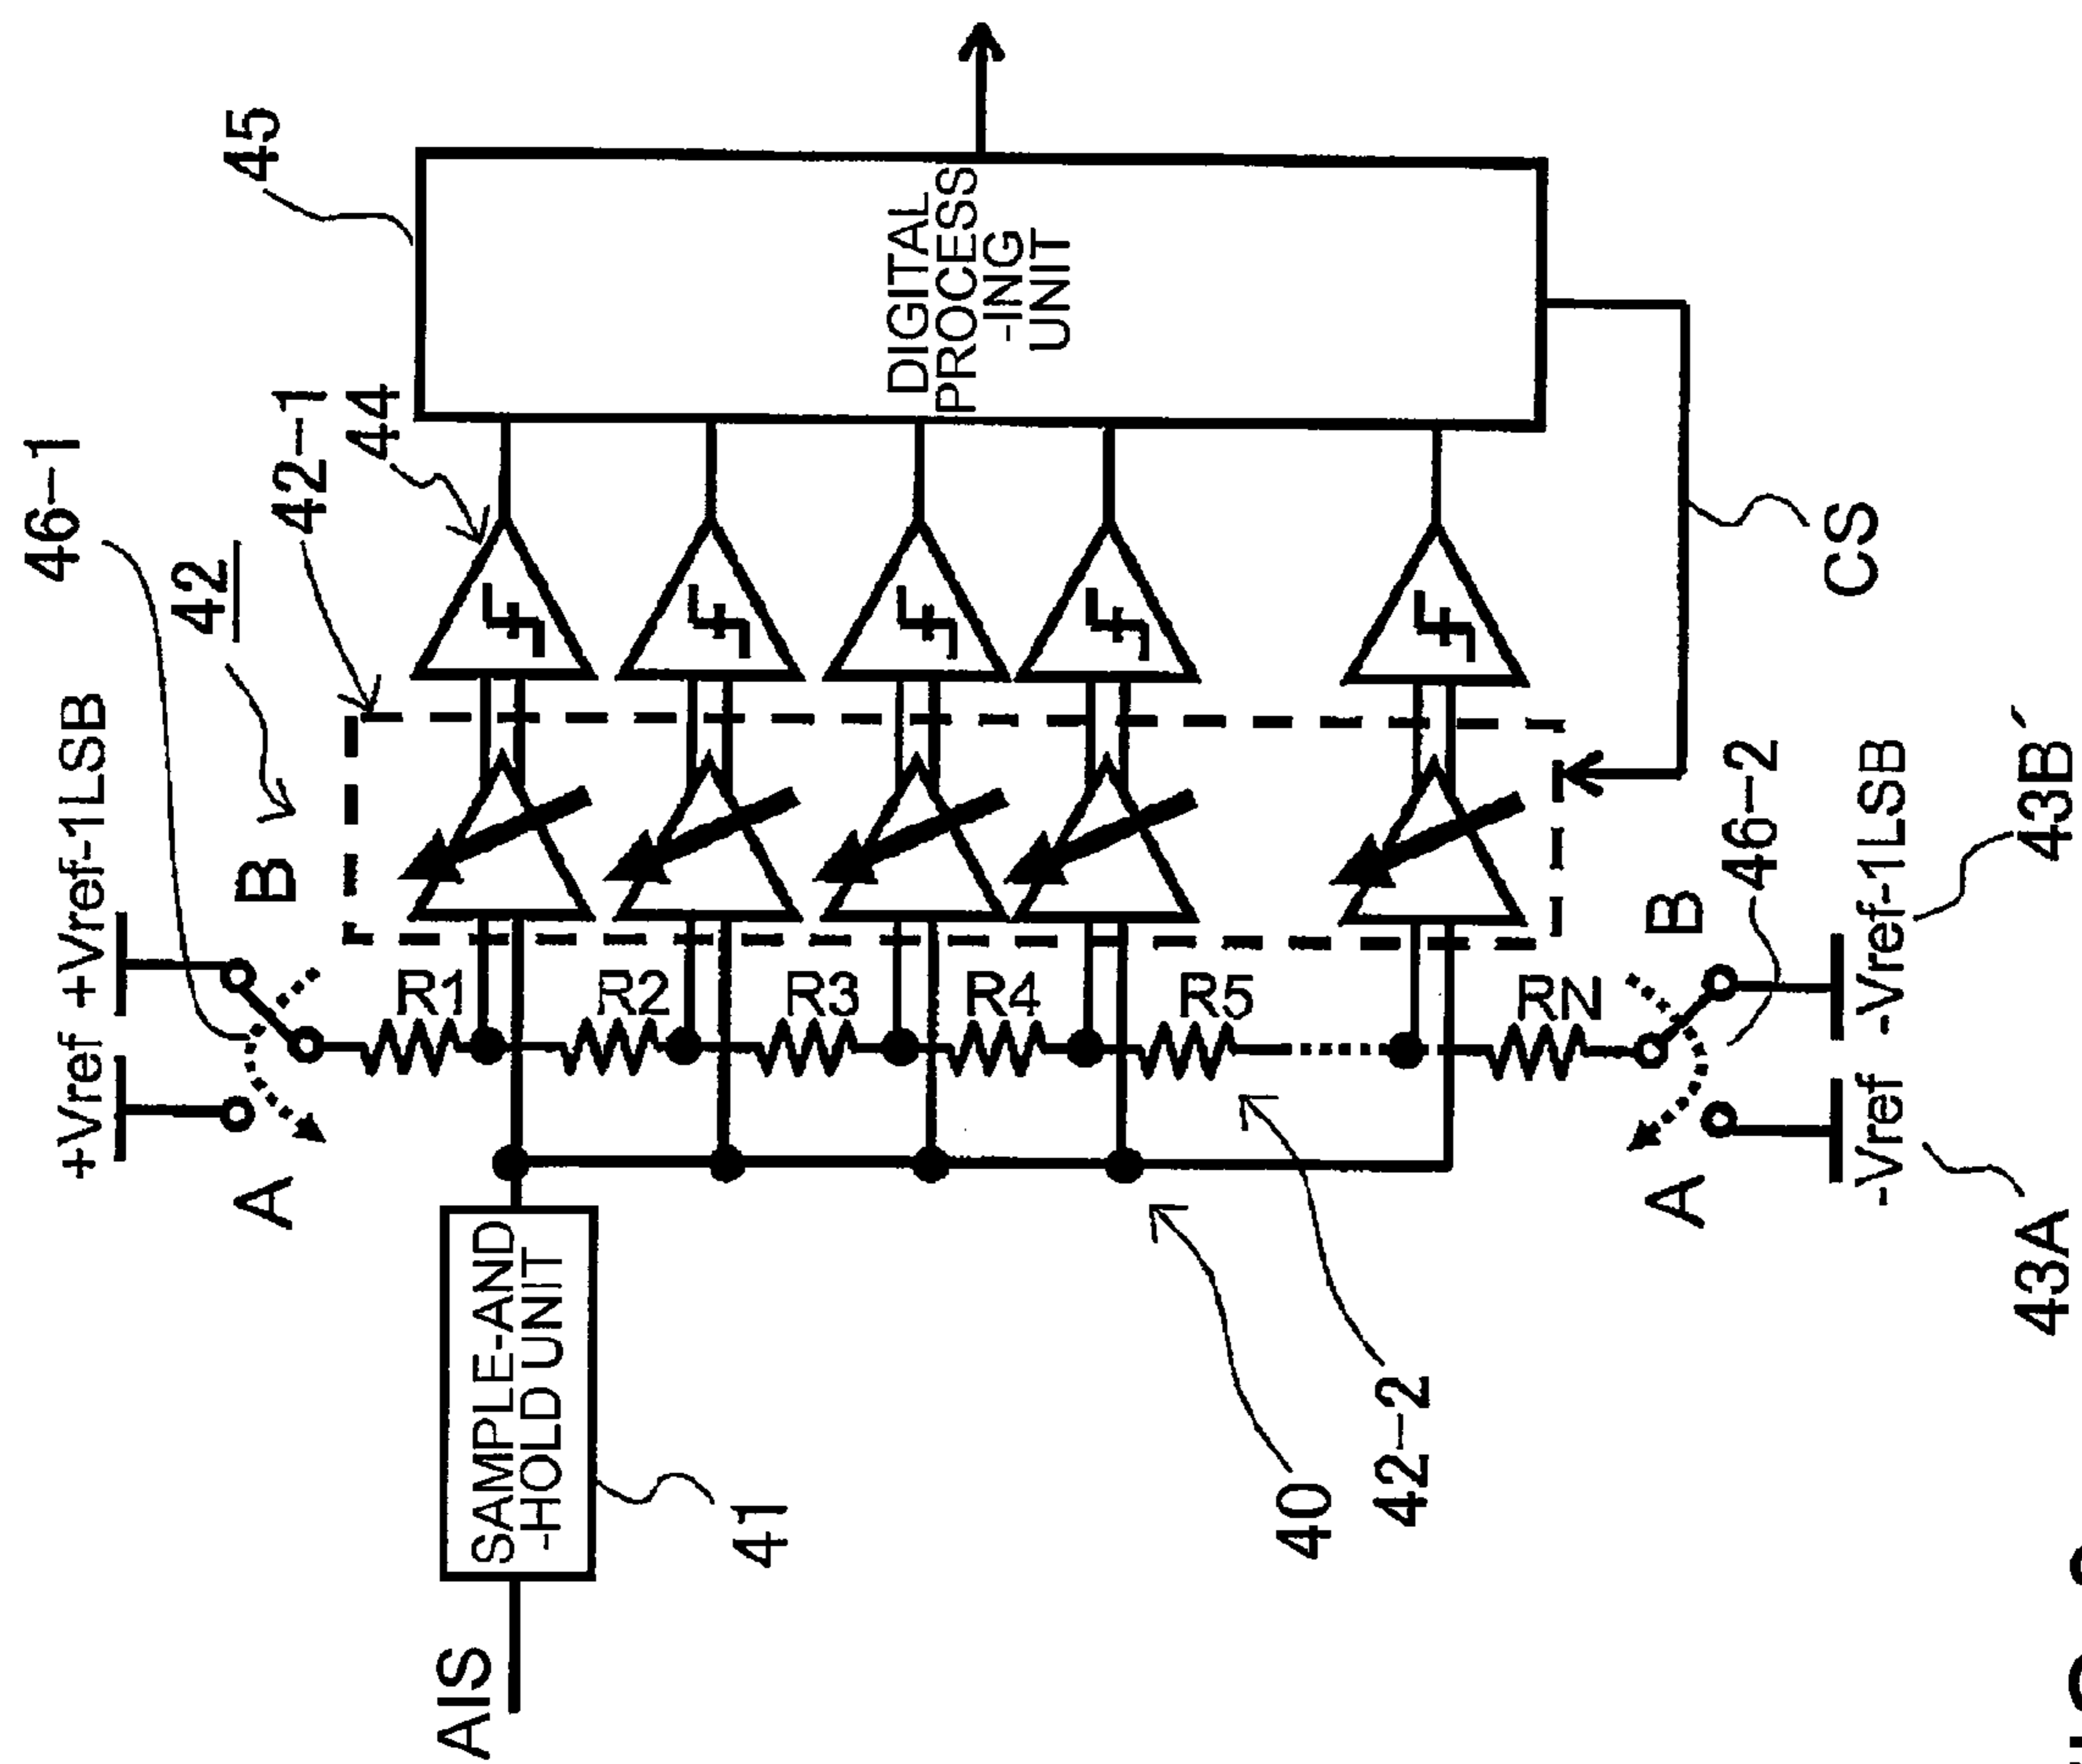 46-1
42
42-1
44
45
+Vref
+Vref-1LSB
A
B
R1
R2
R3
R4
R5
RN
AIS
SAMPLE-AND
-HOLD UNIT
41
DIGITAL
PROCESS
-ING
UNIT
40
42-2
CS
A
B
46-2
-Vref
-Vref-1LSB
43A
43B´